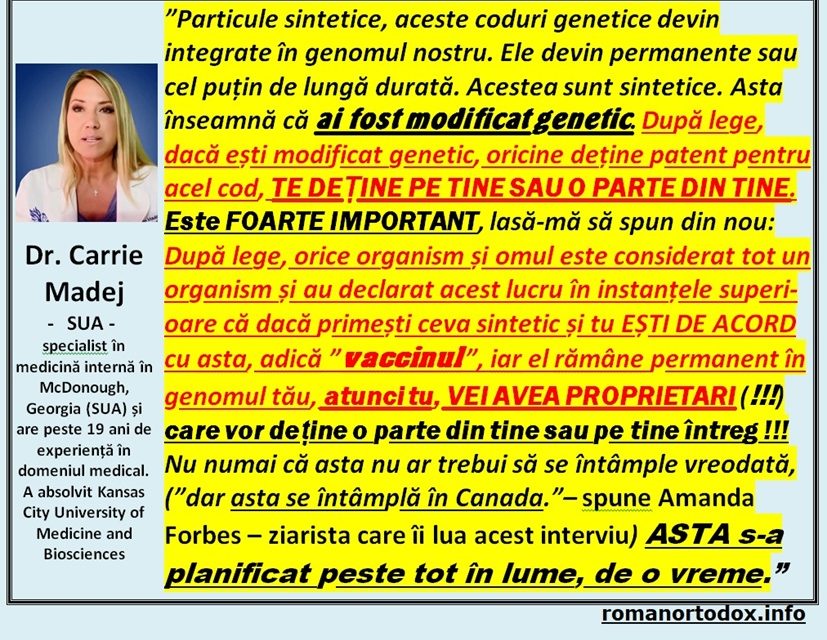 Dr. Carrie
Madej
- SUA -
specialist în
medicină internă în
McDonough,
Georgia (SUA) și
are peste 19 ani de
experiență în
domeniul medical.
A absolvit Kansas
City University of
Medicine and
Biosciences
”Particule sintetice, aceste coduri genetice devin
integrate în genomul nostru. Ele devin permanente sau
cel puțin de lungă durată. Acestea sunt sintetice. Asta
înseamnă că ai fost modificat genetic. După lege,
dacă ești modificat genetic, oricine deține patent pentru
acel cod, TE DEȚINE PE TINE SAU O PARTE DIN TINE.
Este FOARTE IMPORTANT, lasă-mă să spun din nou:
După lege, orice organism și omul este considerat tot un
organism și au declarat acest lucru în instanțele superi-
oare că dacă primești ceva sintetic și tu EȘTI DE ACORD
cu asta, adică ”vaccinul”, iar el rămâne permanent în
genomul tău, atunci tu, VEI AVEA PROPRIETARI (!!!)
care vor deține o parte din tine sau pe tine întreg !!!
Nu numai că asta nu ar trebui să se întâmple vreodată,
(”dar asta se întâmplă în Canada.”– spune Amanda
Forbes – ziarista care îi lua acest interviu) ASTA s-a
planificat peste tot în lume, de o vreme.”
romanortodox.info